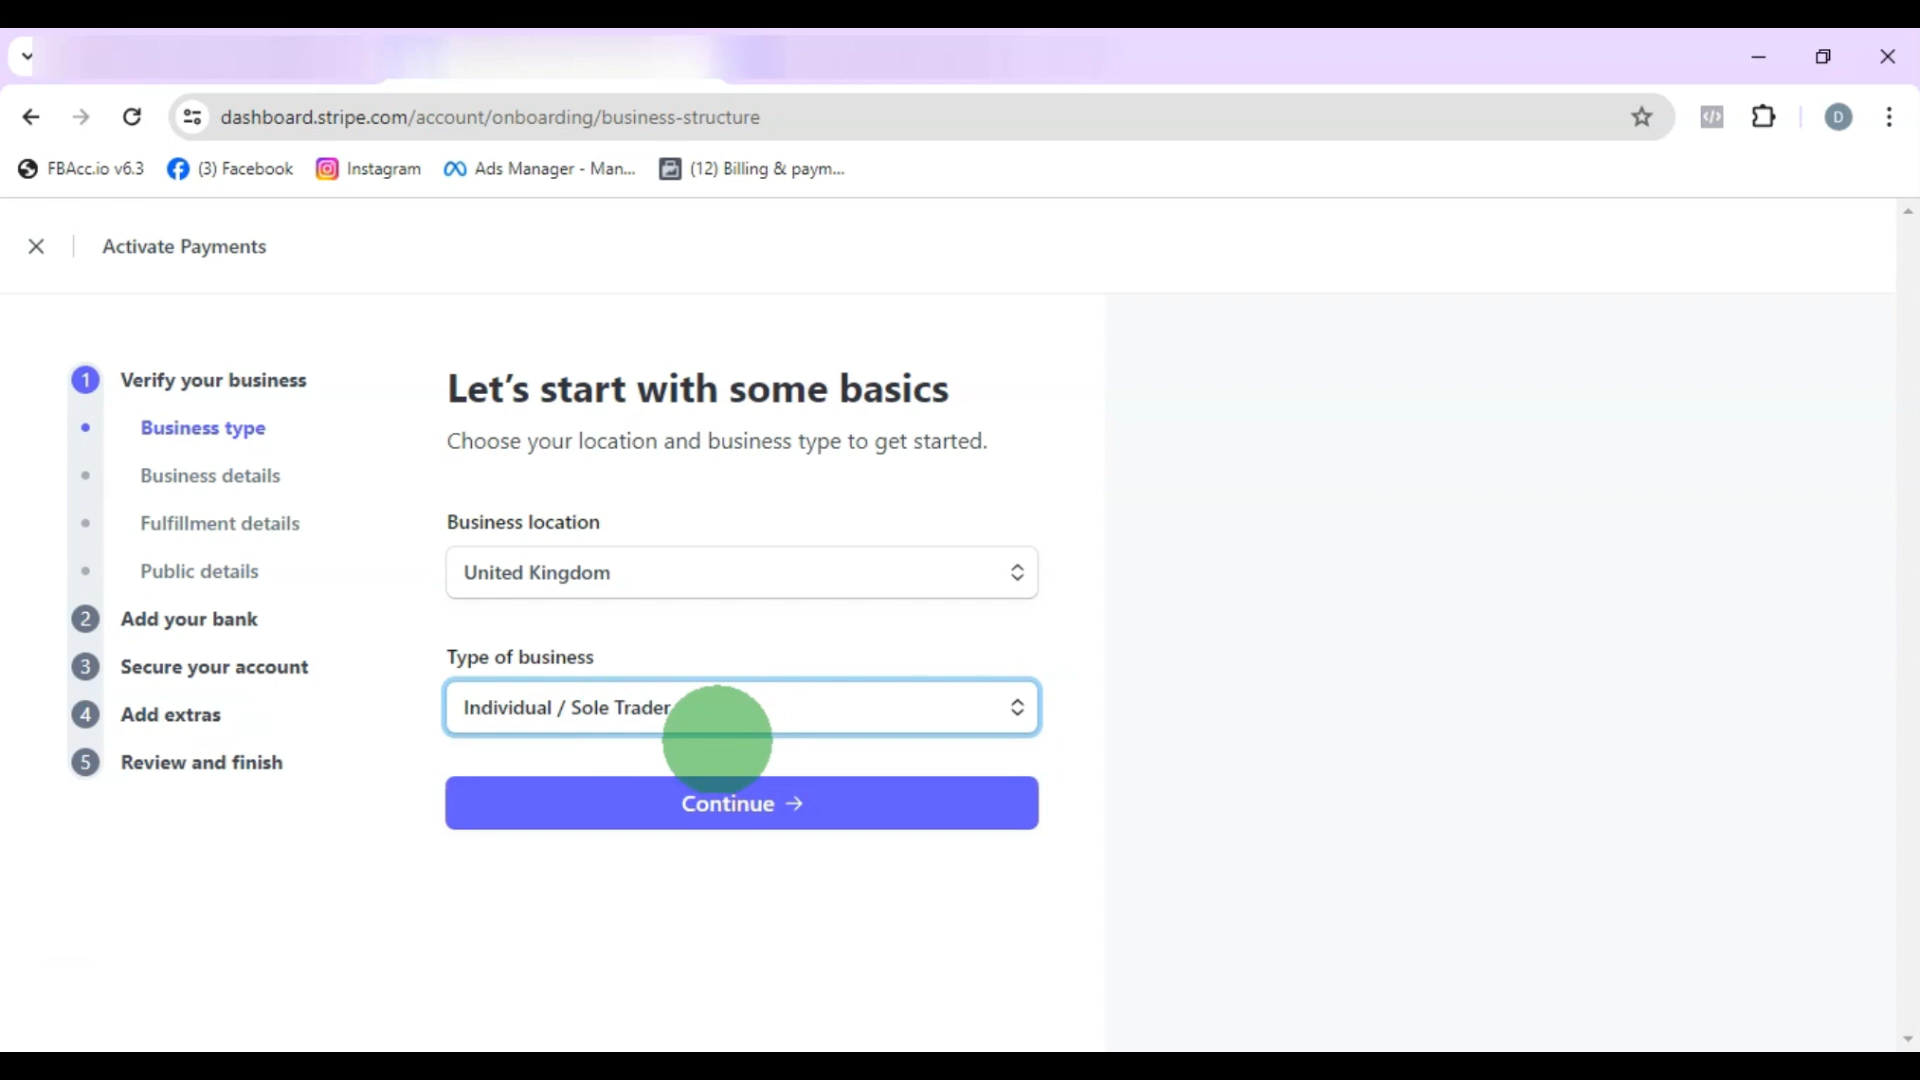 dashboard.stripe.com/account/onboarding/business-structure
D
FBAcc.io v6.3
(3) Facebook
Instagram
Ads Manager - Man...
(12) Billing & paym...
Activate Payments
1 Verify your business
Business type
Business details
Fulfillment details
Public details
2 Add your bank
3 Secure your account
4 Add extras
5 Review and finish
Let's start with some basics
Choose your location and business type to get started.
Business location
United Kingdom
Type of business
Individual / Sole Trader
Continue →